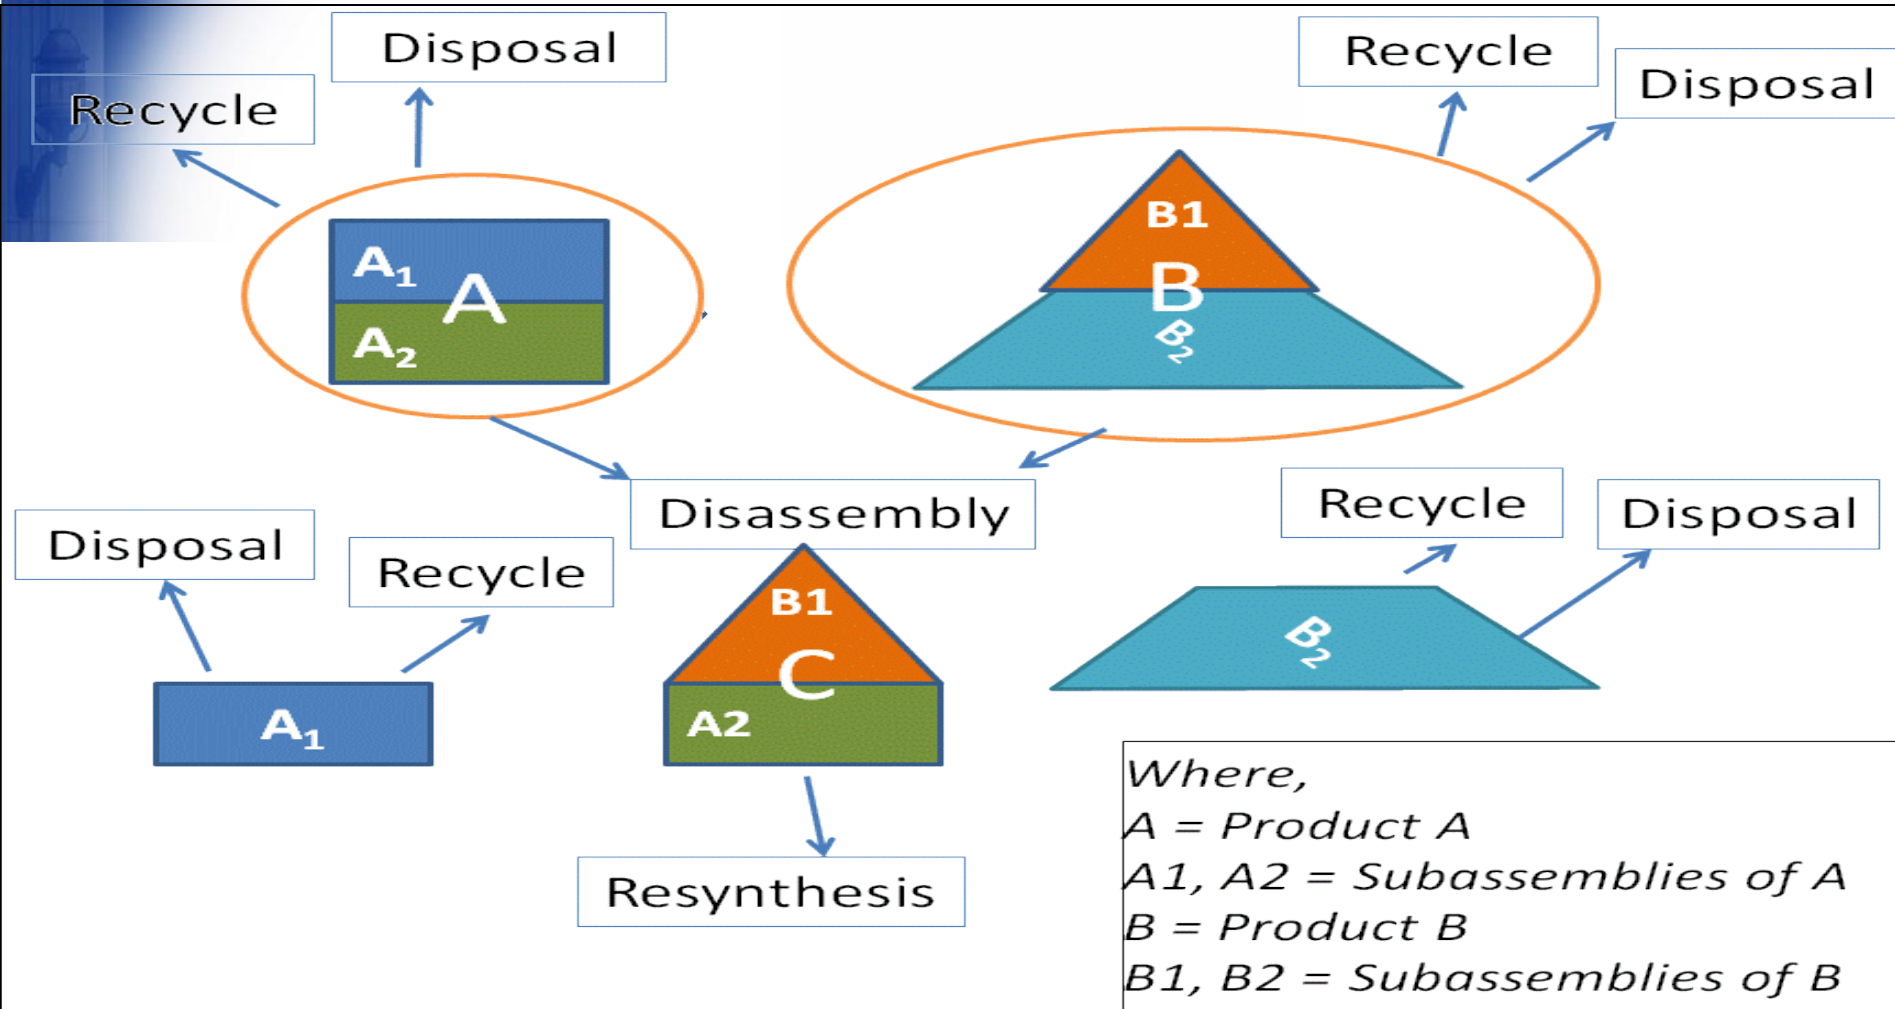 Disposal
Recycle
Recycle
Disposal
A1
A
A2
B1
B
B2
Disassembly
Disposal
Recycle
Recycle
Disposal
B1
C
A2
A1
B2
Resynthesis
Where,
A = Product A
A1, A2 = Subassemblies of A
B = Product B
B1, B2 = Subassemblies of B